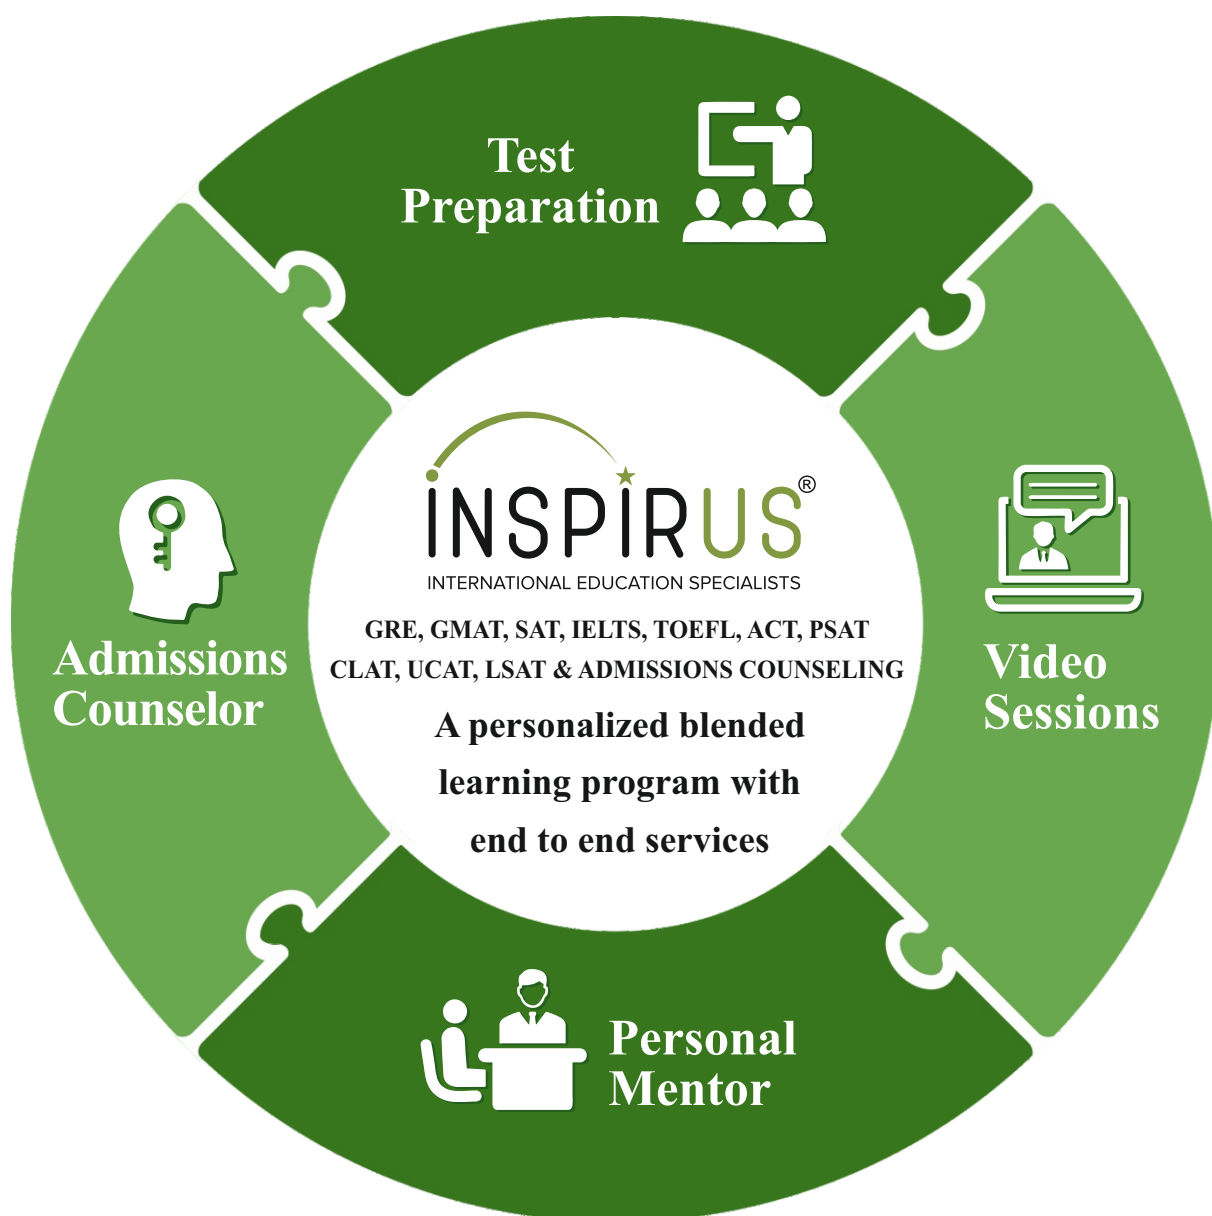 Test
Preparation
INSPIRUS®
INTERNATIONAL EDUCATION SPECIALISTS
GRE, GMAT, SAT, IELTS, TOEFL, ACT, PSAT
CLAT, UCAT, LSAT & ADMISSIONS COUNSELING
A personalized blended
learning program with
end to end services
Admissions
Counselor
Video
Sessions
Personal
Mentor